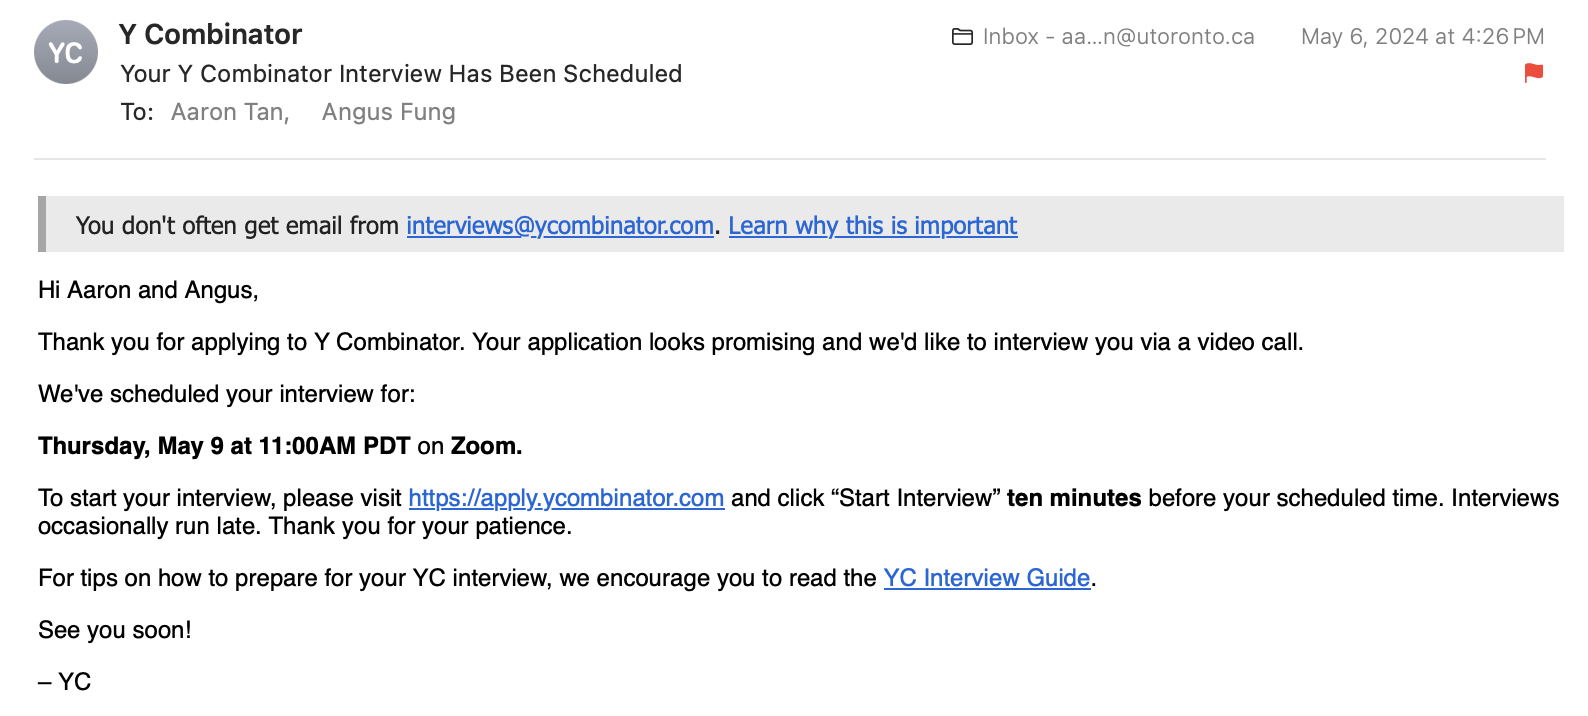 YC
Y Combinator
Inbox - aa...n@utoronto.ca
May 6, 2024 at 4:26 PM
Your Y Combinator Interview Has Been Scheduled
To: Aaron Tan, Angus Fung
You don't often get email from interviews@ycombinator.com. Learn why this is important
Hi Aaron and Angus,
Thank you for applying to Y Combinator. Your application looks promising and we'd like to interview you via a video call.
We've scheduled your interview for:
Thursday, May 9 at 11:00AM PDT on Zoom.
To start your interview, please visit https://apply.ycombinator.com and click “Start Interview” ten minutes before your scheduled time. Interviews
occasionally run late. Thank you for your patience.
For tips on how to prepare for your YC interview, we encourage you to read the YC Interview Guide.
See you soon!
– YC